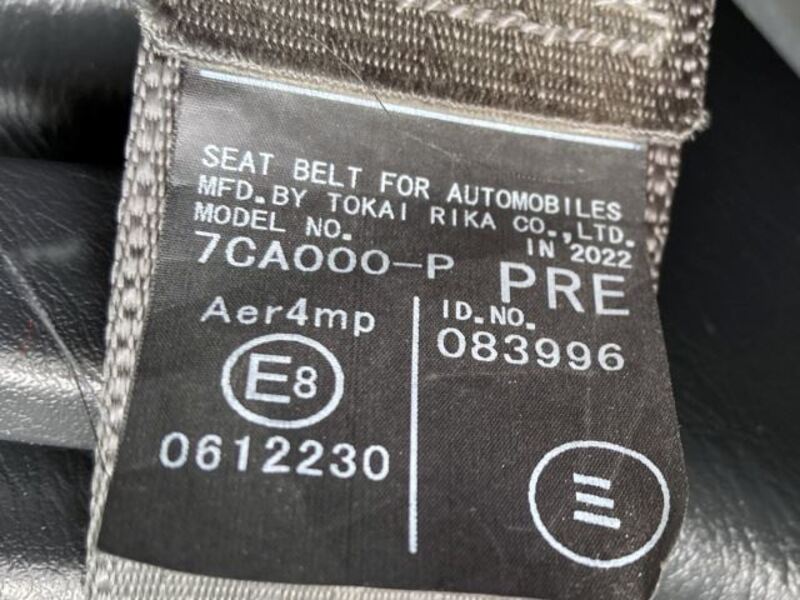 SEAT BELT FOR AUTOMOBILES
MFD. BY TOKAI RIKA CO.,LTD.
MODEL NO. IN 2022
7CA000-P PRE
Aer4mp
E8
0612230
ID.NO.
083996